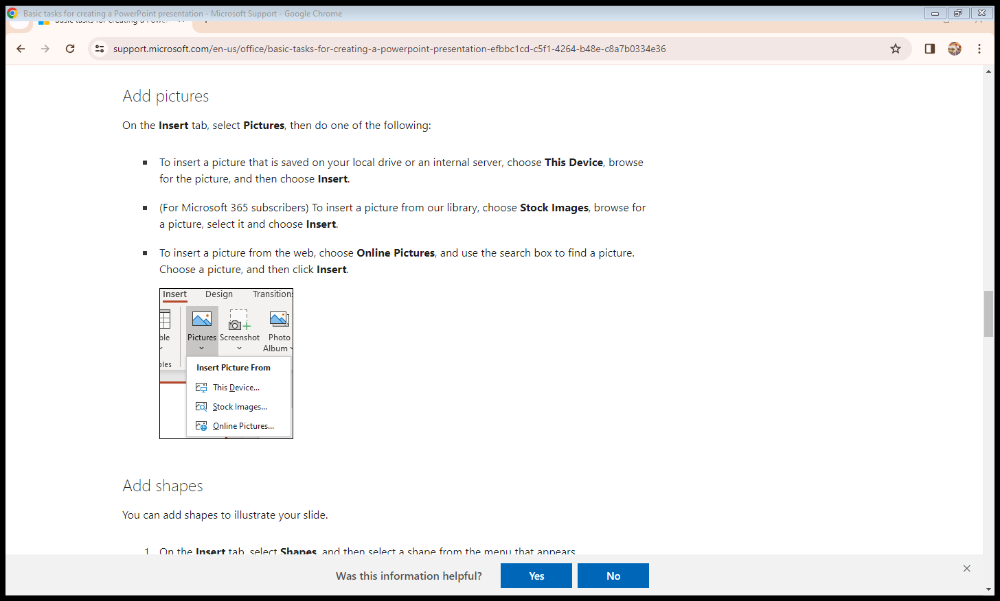 Basic tasks for creating a PowerPoint presentation - Microsoft Support - Google Chrome
support.microsoft.com/en-us/office/basic-tasks-for-creating-a-powerpoint-presentation-efbbc1cd-c5f1-4264-b48e-c8a7b0334e36
Add pictures
On the Insert tab, select Pictures, then do one of the following:
▪ To insert a picture that is saved on your local drive or an internal server, choose This Device, browse
for the picture, and then choose Insert.
▪ (For Microsoft 365 subscribers) To insert a picture from our library, choose Stock Images, browse for
a picture, select it and choose Insert.
▪ To insert a picture from the web, choose Online Pictures, and use the search box to find a picture.
Choose a picture, and then click Insert.
Insert Design Transitions
ble Pictures Screenshot Photo
Album
bles
Insert Picture From
This Device...
Stock Images...
Online Pictures...
Add shapes
You can add shapes to illustrate your slide.
1. On the Insert tab, select Shapes, and then select a shape from the menu that appears.
Was this information helpful? Yes No